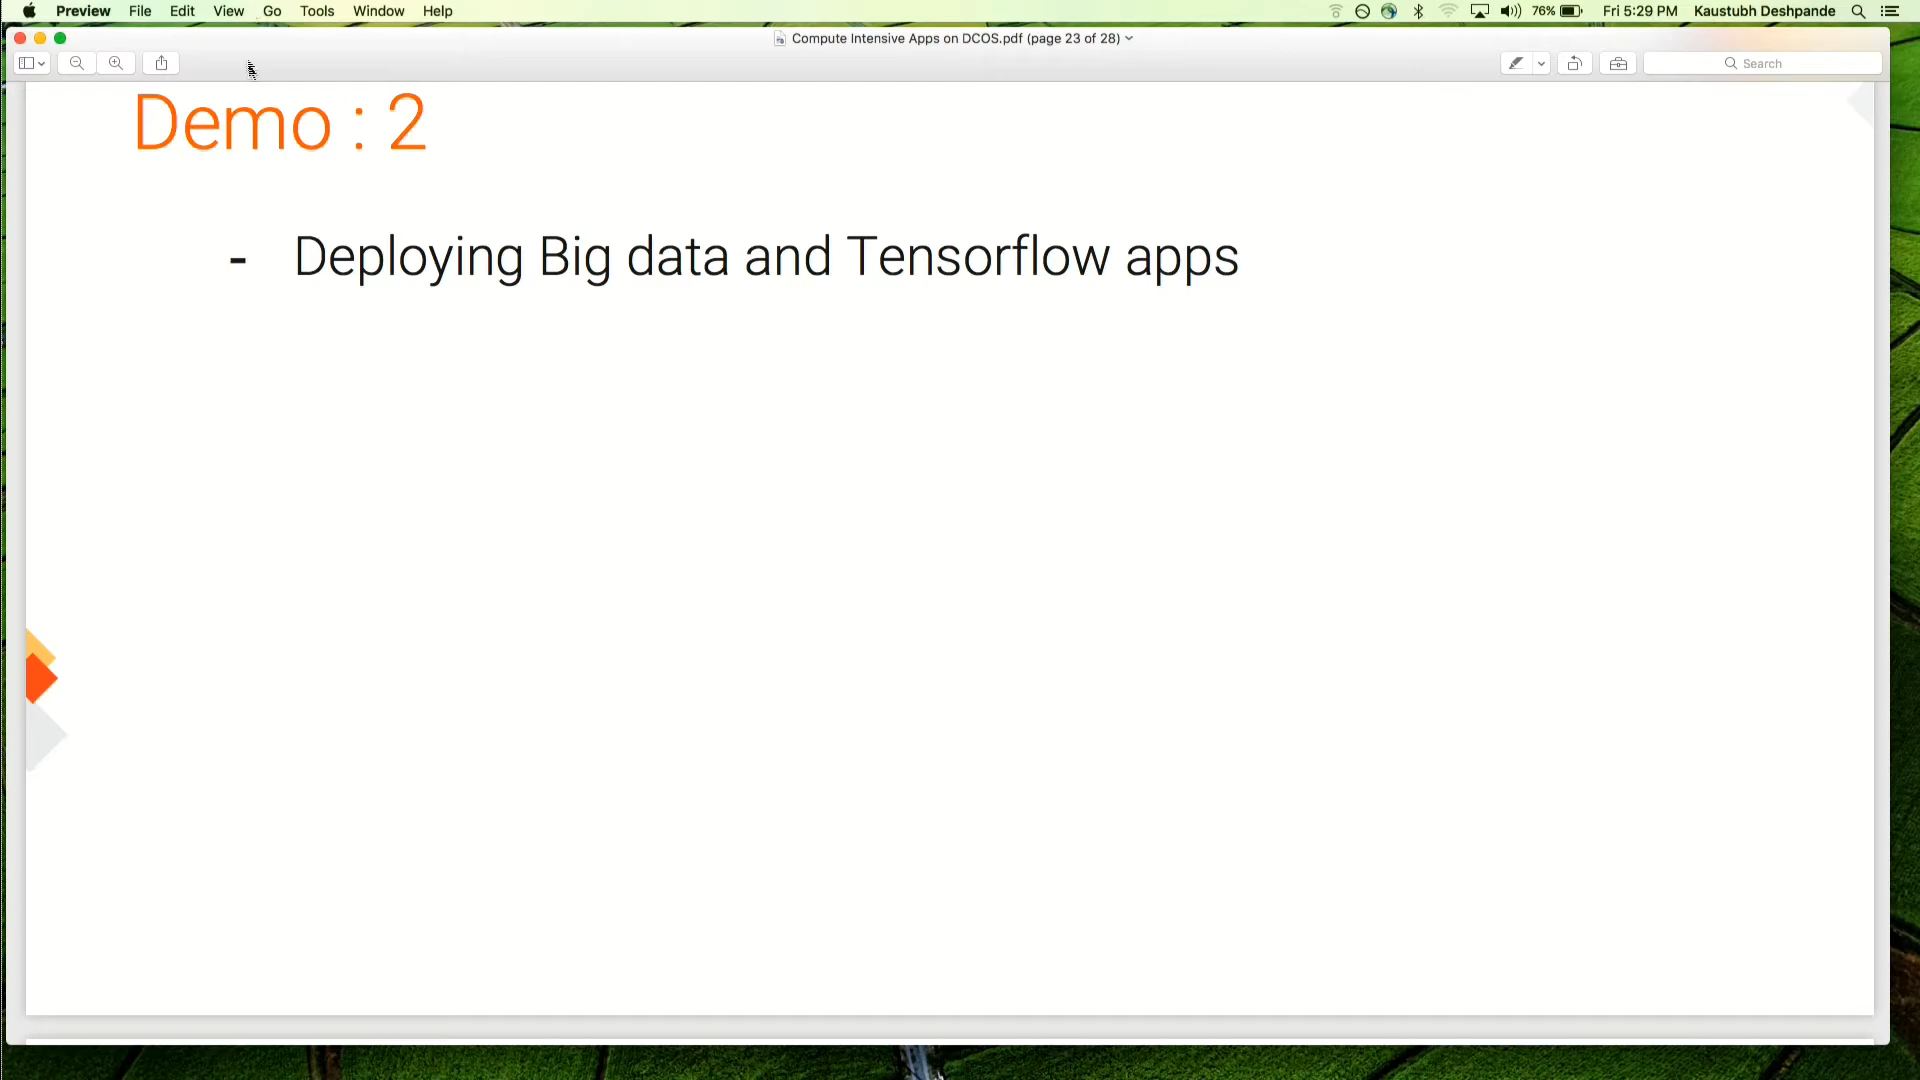 Preview File Edit View Go Tools Window Help 76% Fri 5:29 PM Kaustubh Deshpande
Compute Intensive Apps on DCOS.pdf (page 23 of 28)
Search
Demo : 2
- Deploying Big data and Tensorflow apps